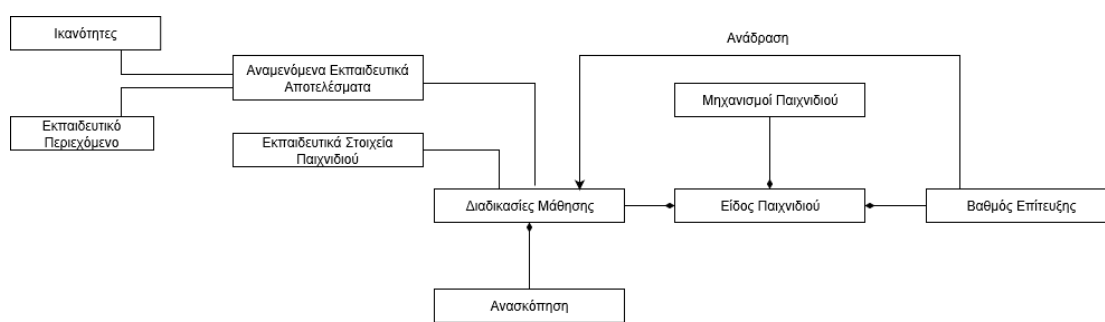 Ικανότητες
Αναμενόμενα Εκπαιδευτικά
Αποτελέσματα
Εκπαιδευτικό
Περιεχόμενο
Εκπαιδευτικά Στοιχεία
Παιχνιδιού
Ανάδραση
Μηχανισμοί Παιχνιδιού
Διαδικασίες Μάθησης
Είδος Παιχνιδιού
Βαθμός Επίτευξης
Ανασκόπηση